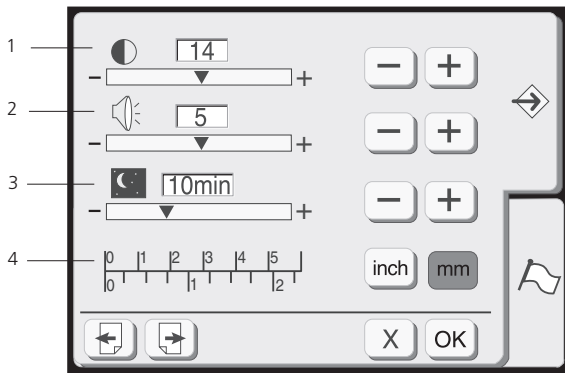 1 14
- +
- +
2 5
- +
- +
3 10min
- +
- +
4 0 1 2 3 4 5
0 1 2
inch mm
X OK